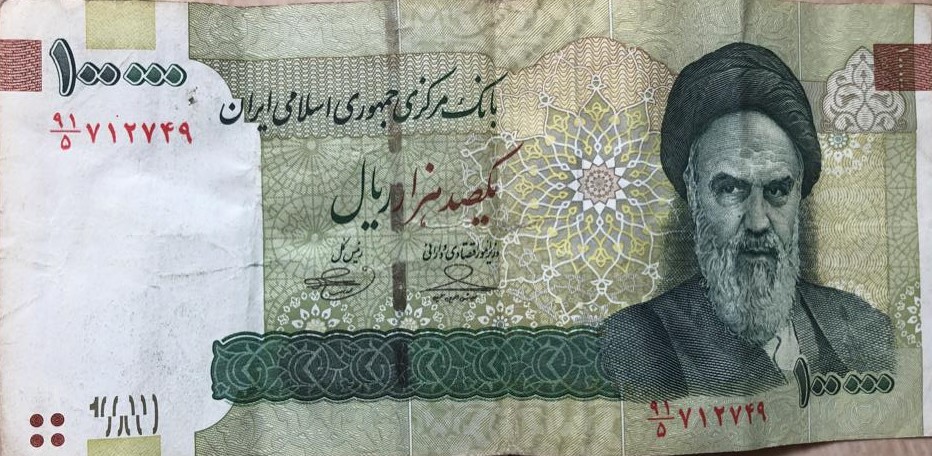 ۱۰۰۰۰۰
۹۱/۵ ۷۱۲۷۴۹
بانک مرکزی جمهوری اسلامی ایران
یکصد هزار ریال
وزیر امور اقتصادی و دارائی
رئیس کل
۱۰۰۰۰۰
۹۱/۵ ۷۱۲۷۴۹